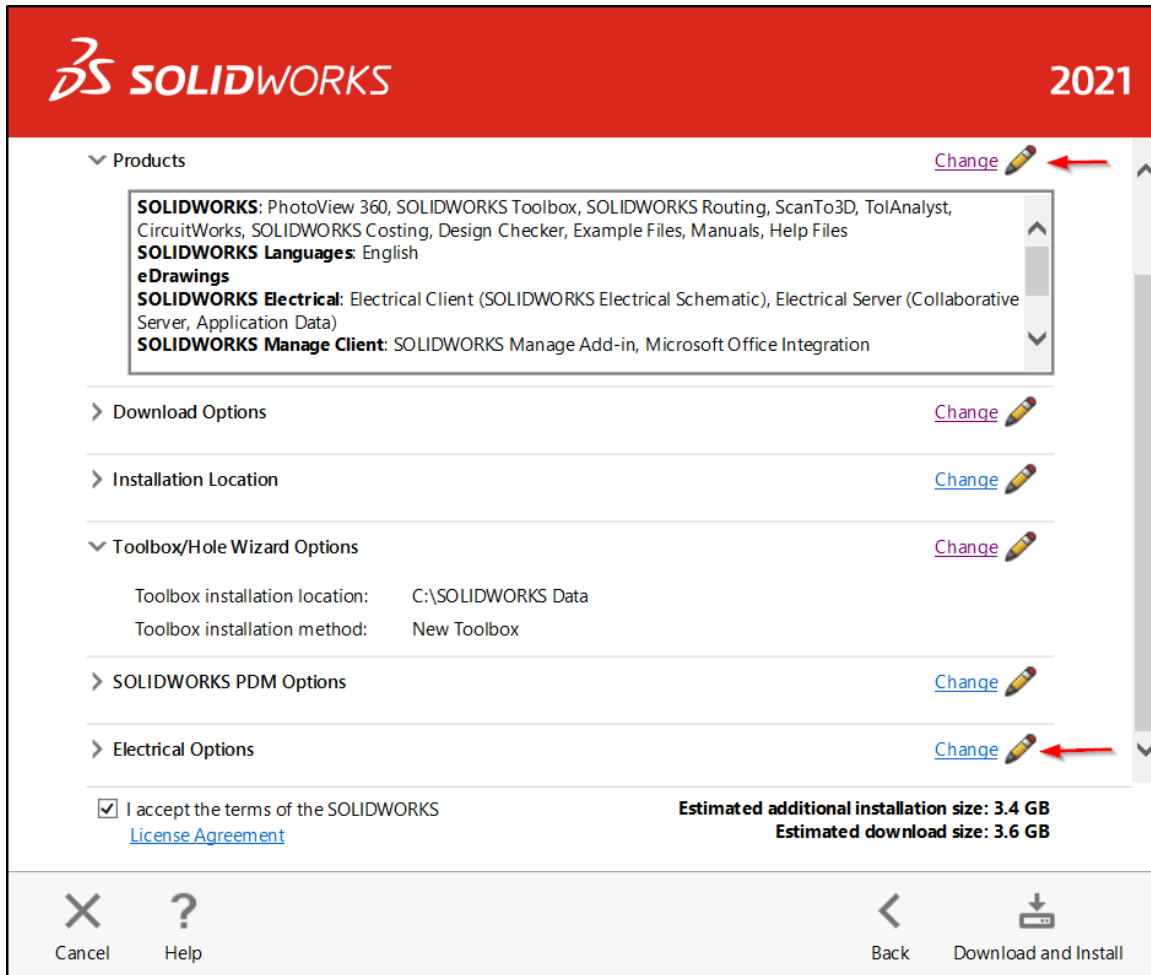 SOLIDWORKS
2021
Products
Change
SOLIDWORKS: PhotoView 360, SOLIDWORKS Toolbox, SOLIDWORKS Routing, ScanTo3D, TolAnalyst,
CircuitWorks, SOLIDWORKS Costing, Design Checker, Example Files, Manuals, Help Files
SOLIDWORKS Languages: English
eDrawings
SOLIDWORKS Electrical: Electrical Client (SOLIDWORKS Electrical Schematic), Electrical Server (Collaborative
Server, Application Data)
SOLIDWORKS Manage Client: SOLIDWORKS Manage Add-in, Microsoft Office Integration
Download Options
Change
Installation Location
Change
Toolbox/Hole Wizard Options
Change
Toolbox installation location: C:\SOLIDWORKS Data
Toolbox installation method: New Toolbox
SOLIDWORKS PDM Options
Change
Electrical Options
Change
I accept the terms of the SOLIDWORKS
License Agreement
Estimated additional installation size: 3.4 GB
Estimated download size: 3.6 GB
Cancel
Help
Back
Download and Install